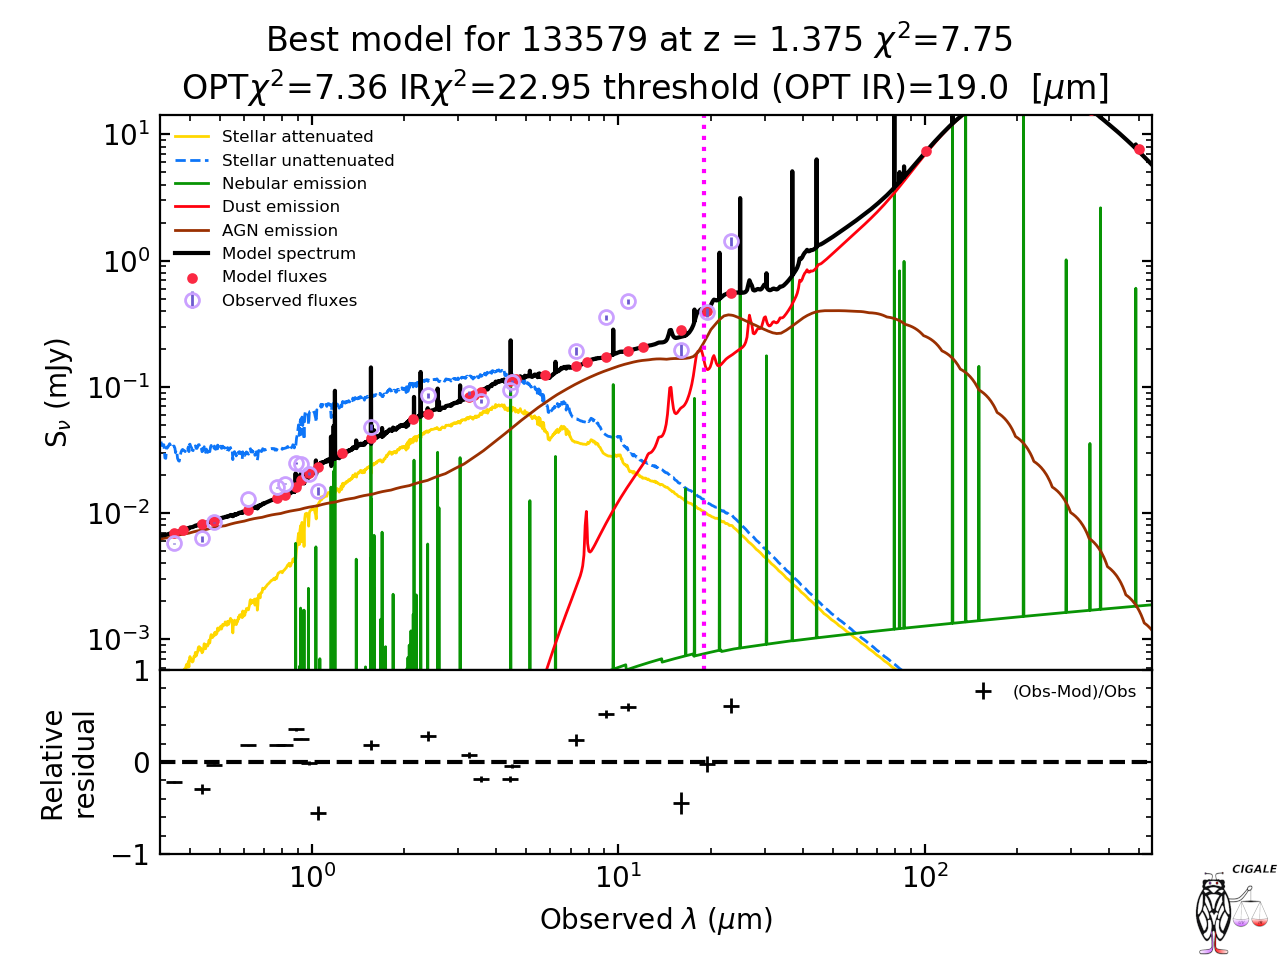 Best model for 133579 at z = 1.375 χ²=7.75
OPTχ²=7.36 IRχ²=22.95 threshold (OPT IR)=19.0 [μm]
Stellar attenuated
Stellar unattenuated
Nebular emission
Dust emission
AGN emission
Model spectrum
Model fluxes
Observed fluxes
10¹
10⁰
10⁻¹
10⁻²
10⁻³
Sν (mJy)
1
0
−1
Relative
residual
(Obs-Mod)/Obs
10⁰ 10¹ 10²
Observed λ (μm)
CIGALE